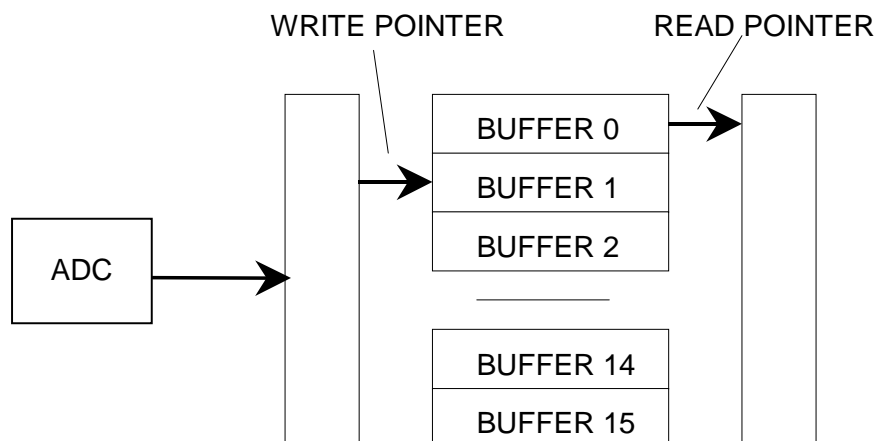 WRITE POINTER
READ POINTER
BUFFER 0
BUFFER 1
BUFFER 2
ADC
BUFFER 14
BUFFER 15